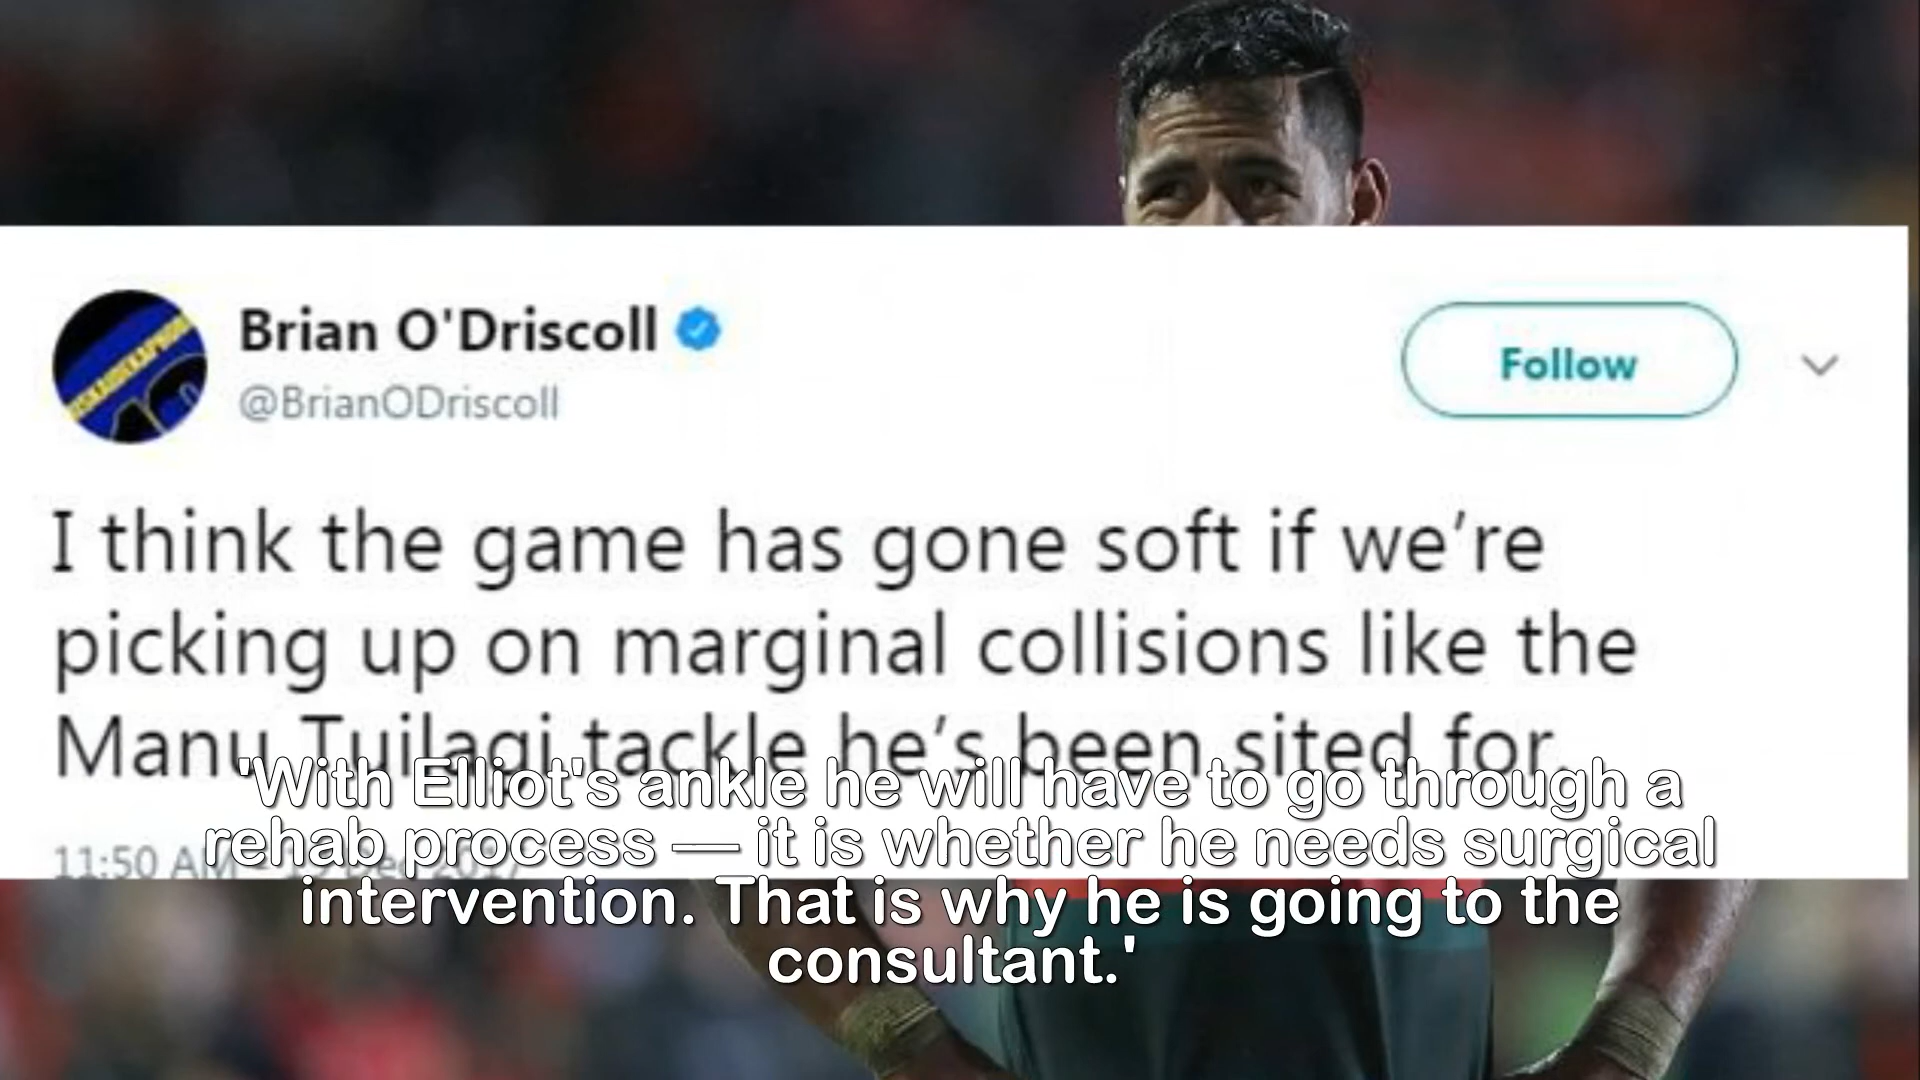 Brian O'Driscoll
@BrianODriscoll
Follow
I think the game has gone soft if we’re
picking up on marginal collisions like the
Manu Tuilagi tackle he’s been sited for.
11:50 AM - 19 Dec 2017
'With Elliot's ankle he will have to go through a
rehab process — it is whether he needs surgical
intervention. That is why he is going to the
consultant.'